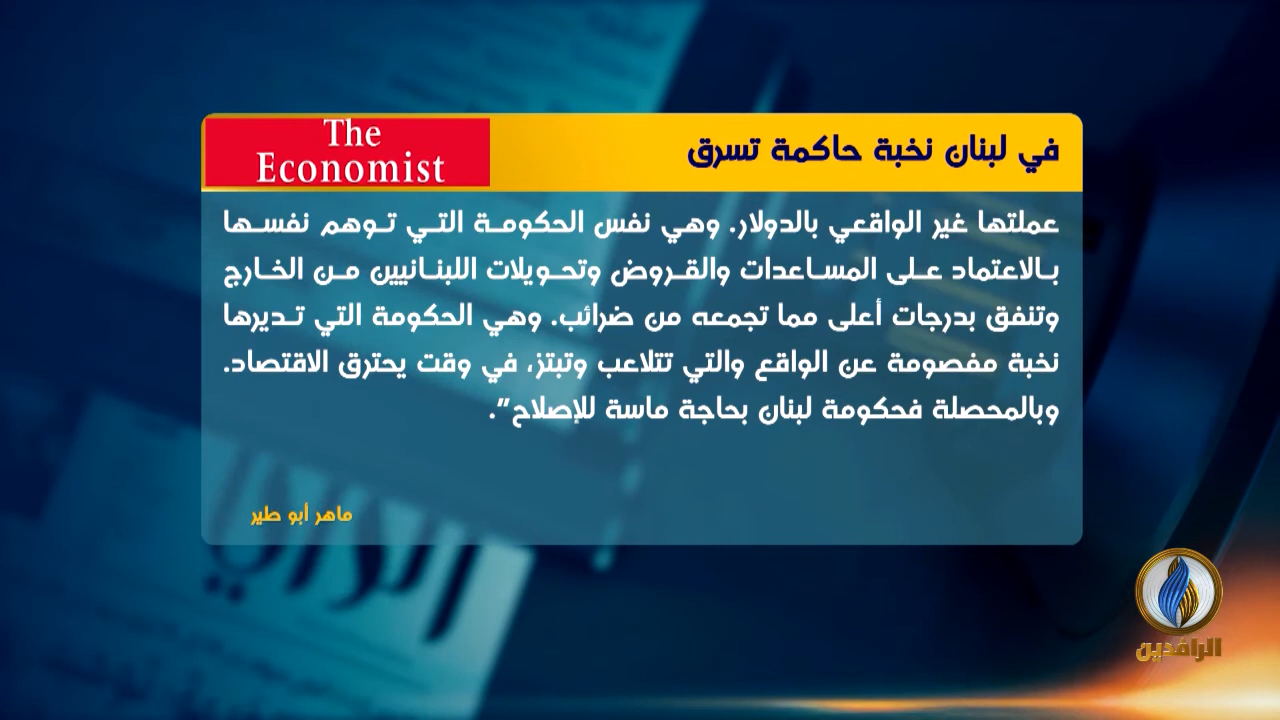 The
Economist
في لبنان نخبة حاكمة تسرق
عملتها غير الواقعي بالدولار. وهي نفس الحكومة التي توهم نفسها
بالاعتماد على المساعدات والقروض وتحويلات اللبنانيين من الخارج
وتنفق بدرجات أعلى مما تجمعه من ضرائب. وهي الحكومة التي تديرها
نخبة مفصومة عن الواقع والتي تتلاعب وتبتز، في وقت يحترق الاقتصاد.
وبالمحصلة فحكومة لبنان بحاجة ماسة للإصلاح".
ماهر أبو طير
الرأي
الرافدين